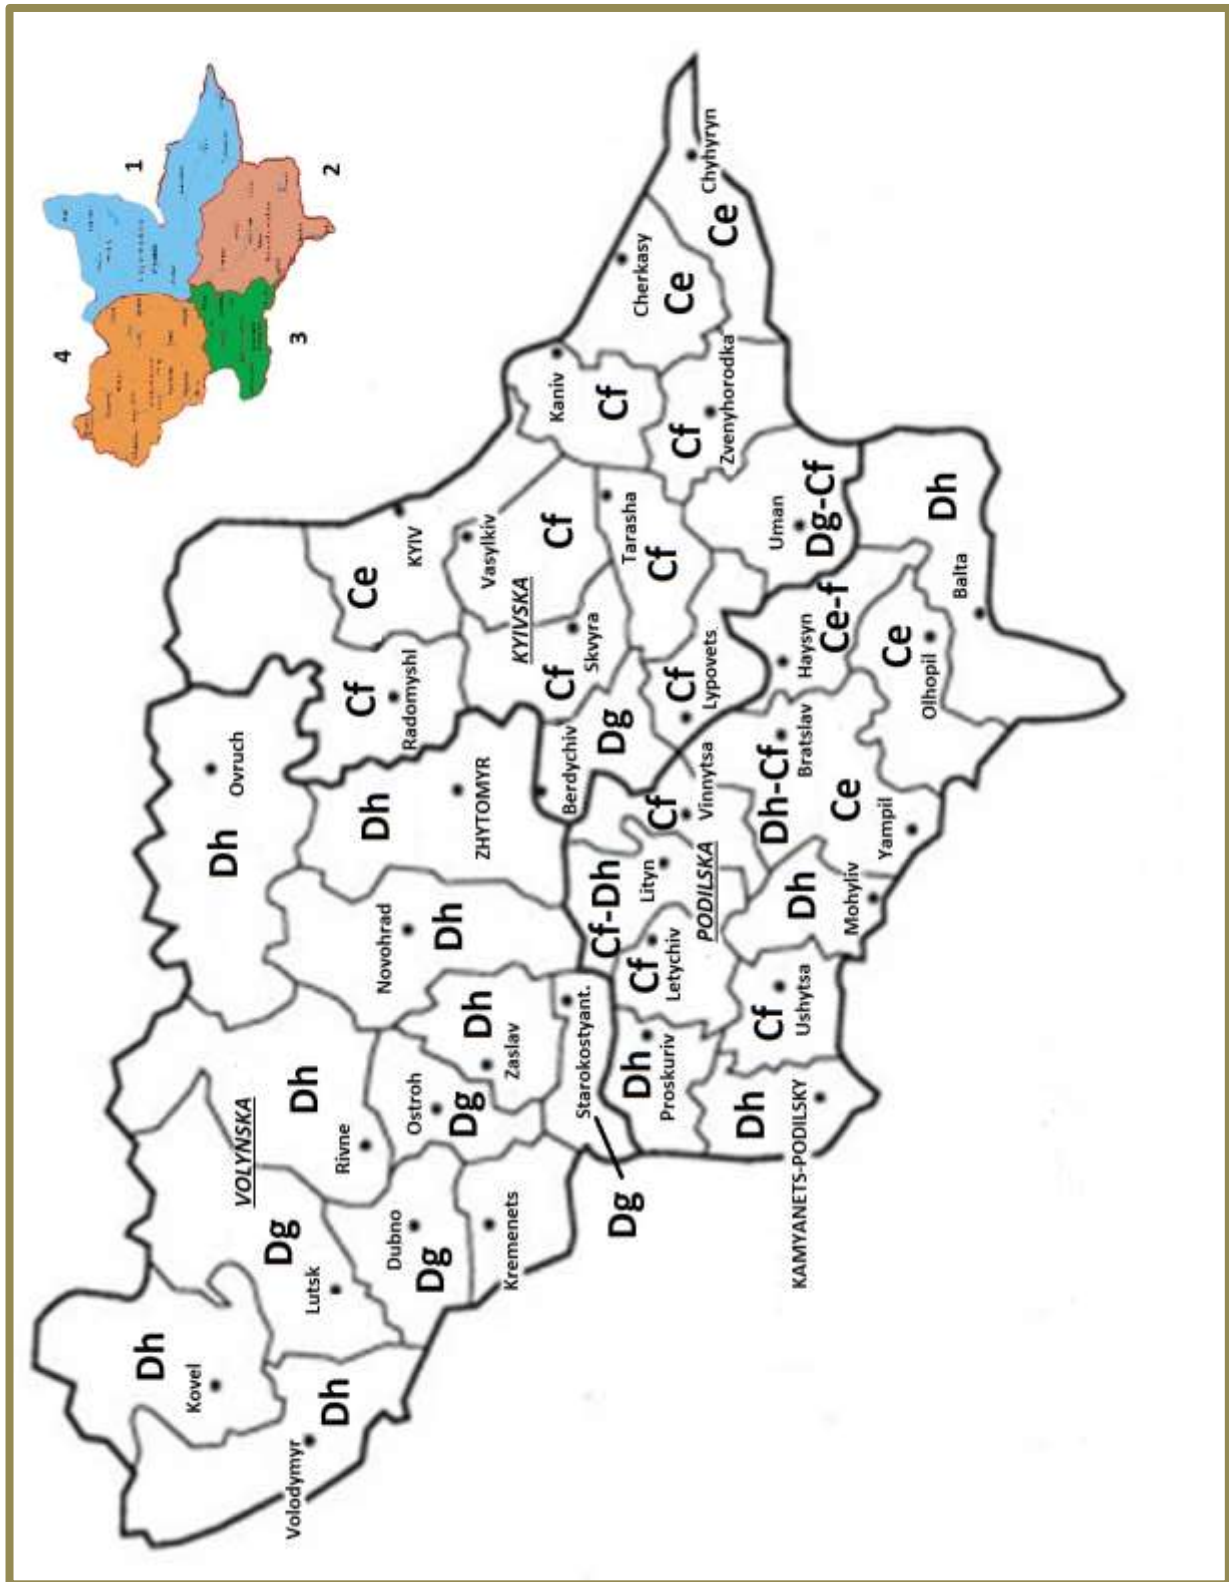 4
1
3
2
VOLYNSKA
KYIVSKA
PODILSKA
Dh
Kovel
Dh
Volodymyr
Dg
Lutsk
Dh
Rivne
Dh
Ovruch
Dubno
Dg
Kremenets
Ostroh
Dg
Dh
Zaslav
Novohrad
Dh
Dh
ZHYTOMYR
Starokostyant.
Dg
Cf
Radomyshl
Ce
KYIV
Vasylkiv
Cf
Cf
Skvyra
Berdychiv
Dg
Tarasha
Cf
Cf
Lypovets
Kaniv
Cf
Cherkasy
Ce
Chyhyryn
Ce
Cf
Zvenyhorodka
Uman
Dg-Cf
Dh
Proskuriv
Cf
Letychiv
Cf-Dh
Lityn
Cf
Vinnytsa
Dh
KAMYANETS-PODILSKY
Cf
Ushytsa
Dh
Mohyliv
Ce
Yampil
Dh-Cf
Bratslav
Haysyn
Ce-f
Ce
Olhopil
Dh
Balta